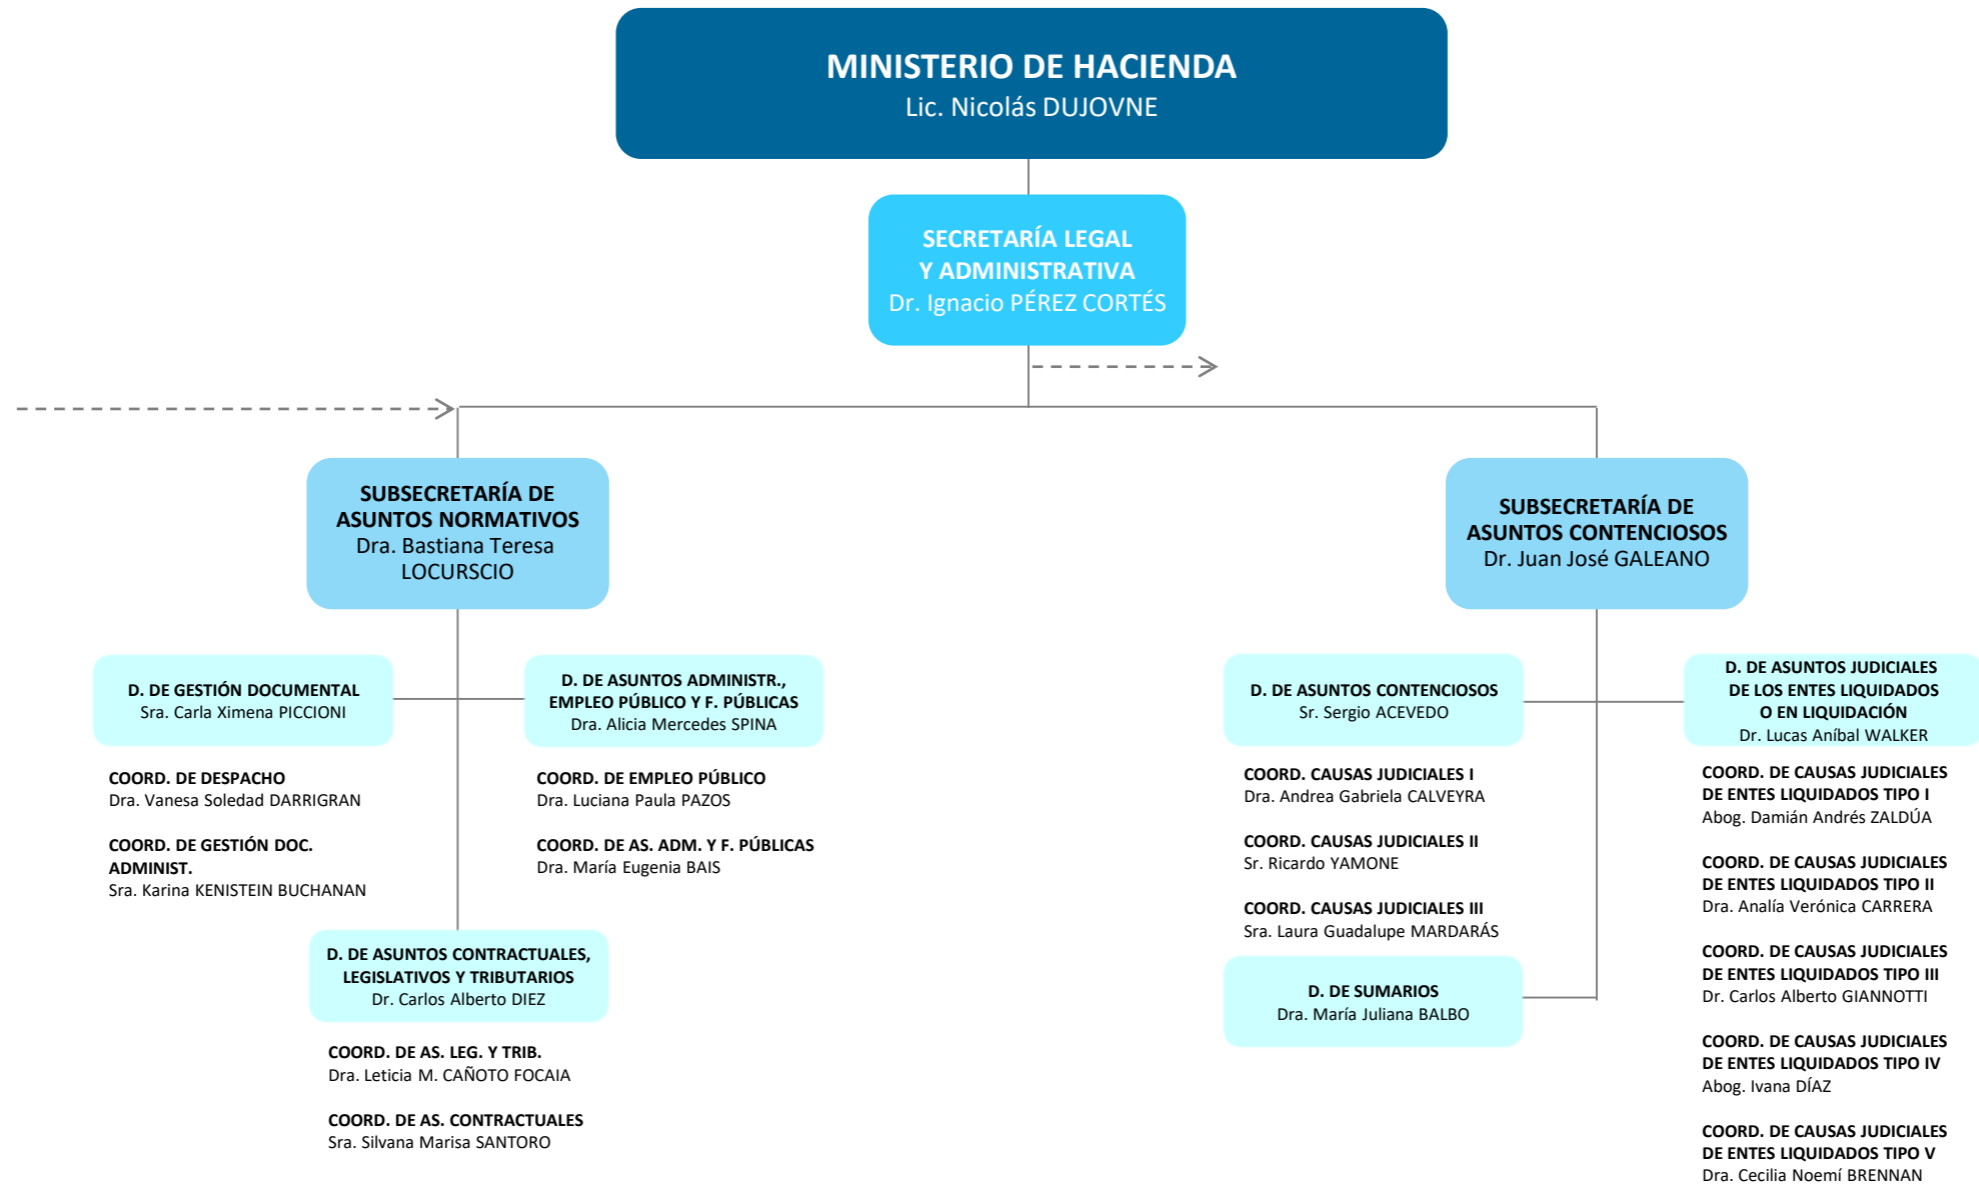 MINISTERIO DE HACIENDA
Lic. Nicolás DUJOVNE
SECRETARÍA LEGAL
Y ADMINISTRATIVA
Dr. Ignacio PÉREZ CORTÉS
SUBSECRETARÍA DE
ASUNTOS NORMATIVOS
Dra. Bastiana Teresa
LOCURSCIO
D. DE GESTIÓN DOCUMENTAL
Sra. Carla Ximena PICCIONI
COORD. DE DESPACHO
Dra. Vanesa Soledad DARRIGRAN
COORD. DE GESTIÓN DOC.
ADMINIST.
Sra. Karina KENISTEIN BUCHANAN
D. DE ASUNTOS ADMINISTR.,
EMPLEO PÚBLICO Y F. PÚBLICAS
Dra. Alicia Mercedes SPINA
COORD. DE EMPLEO PÚBLICO
Dra. Luciana Paula PAZOS
COORD. DE AS. ADM. Y F. PÚBLICAS
Dra. María Eugenia BAIS
D. DE ASUNTOS CONTRACTUALES,
LEGISLATIVOS Y TRIBUTARIOS
Dr. Carlos Alberto DIEZ
COORD. DE AS. LEG. Y TRIB.
Dra. Leticia M. CAÑOTO FOCAIA
COORD. DE AS. CONTRACTUALES
Sra. Silvana Marisa SANTORO
SUBSECRETARÍA DE
ASUNTOS CONTENCIOSOS
Dr. Juan José GALEANO
D. DE ASUNTOS CONTENCIOSOS
Sr. Sergio ACEVEDO
COORD. CAUSAS JUDICIALES I
Dra. Andrea Gabriela CALVEYRA
COORD. CAUSAS JUDICIALES II
Sr. Ricardo YAMONE
COORD. CAUSAS JUDICIALES III
Sra. Laura Guadalupe MARDARÁS
D. DE SUMARIOS
Dra. María Juliana BALBO
D. DE ASUNTOS JUDICIALES
DE LOS ENTES LIQUIDADOS
O EN LIQUIDACIÓN
Dr. Lucas Aníbal WALKER
COORD. DE CAUSAS JUDICIALES
DE ENTES LIQUIDADOS TIPO I
Abog. Damián Andrés ZALDÚA
COORD. DE CAUSAS JUDICIALES
DE ENTES LIQUIDADOS TIPO II
Dra. Analía Verónica CARRERA
COORD. DE CAUSAS JUDICIALES
DE ENTES LIQUIDADOS TIPO III
Dr. Carlos Alberto GIANNOTTI
COORD. DE CAUSAS JUDICIALES
DE ENTES LIQUIDADOS TIPO IV
Abog. Ivana DÍAZ
COORD. DE CAUSAS JUDICIALES
DE ENTES LIQUIDADOS TIPO V
Dra. Cecilia Noemí BRENNAN